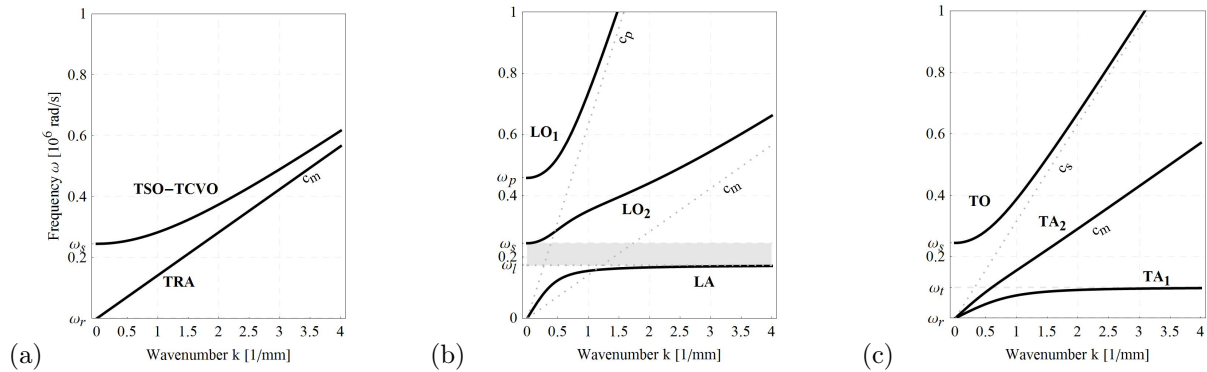 (a)
Frequency ω [10⁶ rad/s]
1
0.8
0.6
0.4
ωₛ
0.2
ωᵣ
TSO−TCVO
TRA
cₘ
0 0.5 1 1.5 2 2.5 3 3.5 4
Wavenumber k [1/mm]
(b)
1
0.8
0.6
ωₚ
0.4
ωₛ
0.2
ωₗ
0
LO₁
LO₂
LA
cₚ
cₘ
0 0.5 1 1.5 2 2.5 3 3.5 4
Wavenumber k [1/mm]
(c)
1
0.8
0.6
0.4
ωₛ
0.2
ωₜ
ωᵣ
TO
cₛ
TA₂
cₘ
TA₁
0 0.5 1 1.5 2 2.5 3 3.5 4
Wavenumber k [1/mm]